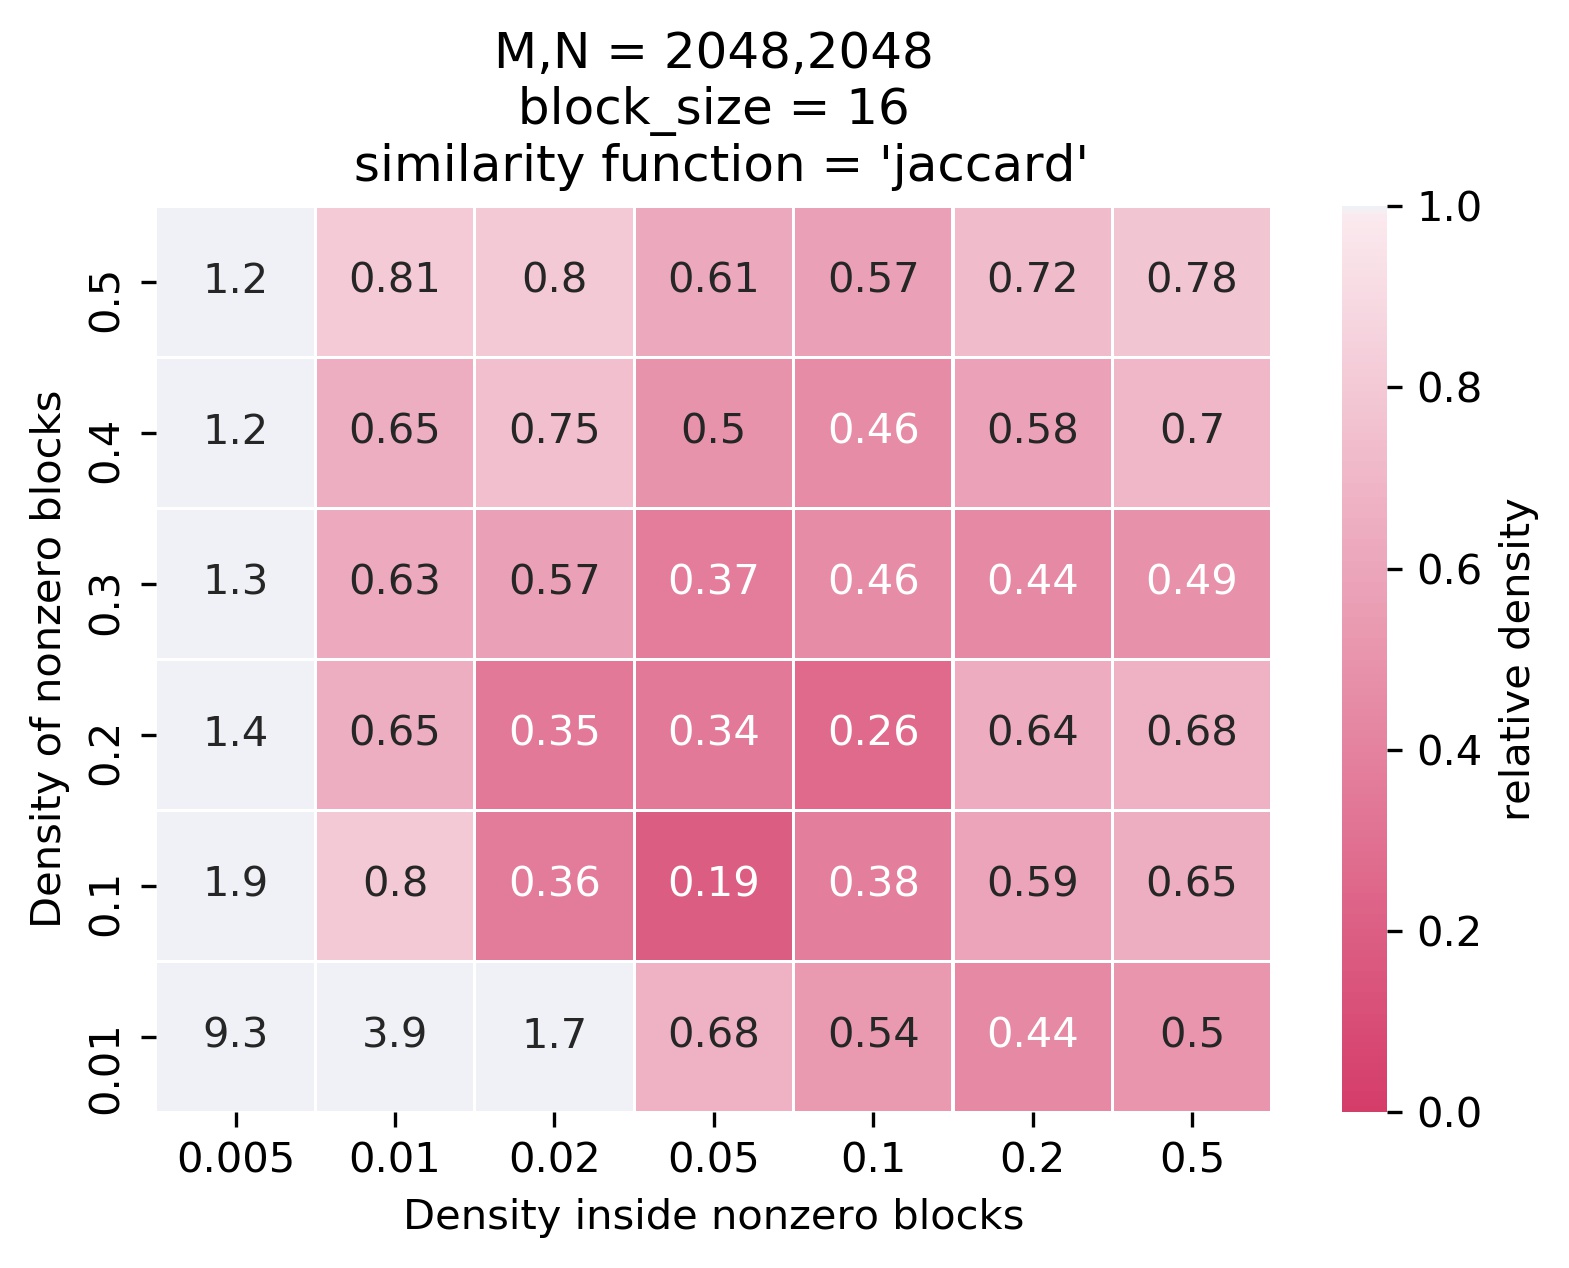 M,N = 2048,2048
block_size = 16
similarity function = 'jaccard'
Density of nonzero blocks
0.5 1.2 0.81 0.8 0.61 0.57 0.72 0.78
0.4 1.2 0.65 0.75 0.5 0.46 0.58 0.7
0.3 1.3 0.63 0.57 0.37 0.46 0.44 0.49
0.2 1.4 0.65 0.35 0.34 0.26 0.64 0.68
0.1 1.9 0.8 0.36 0.19 0.38 0.59 0.65
0.01 9.3 3.9 1.7 0.68 0.54 0.44 0.5
0.005 0.01 0.02 0.05 0.1 0.2 0.5
Density inside nonzero blocks
1.0
0.8
0.6
0.4
0.2
0.0
relative density